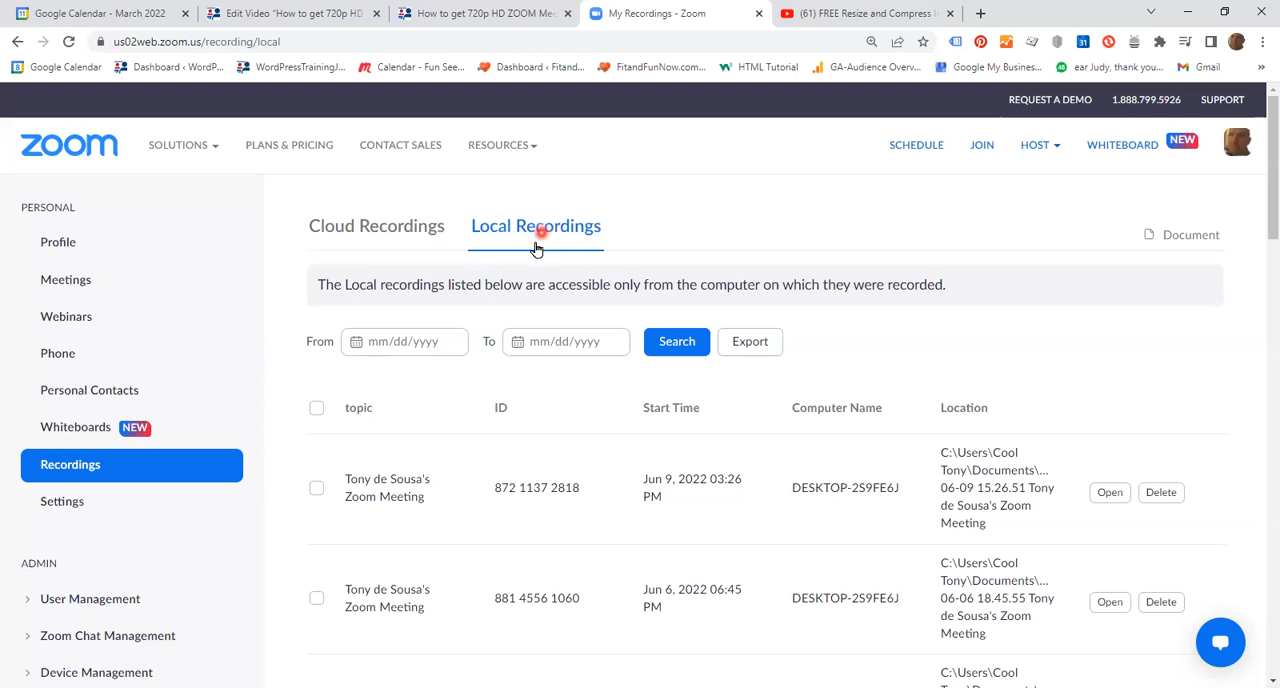 Google Calendar - March 2022
Edit Video "How to get 720p HD
How to get 720p HD ZOOM Mee
My Recordings - Zoom
(61) FREE Resize and Compress I
us02web.zoom.us/recording/local
Google Calendar
Dashboard ‹ WordP...
WordPressTrainingJ...
Calendar - Fun See...
Dashboard ‹ Fitand...
FitandFunNow.com...
HTML Tutorial
GA-Audience Overv...
Google My Business...
ear Judy, thank you...
Gmail
»
REQUEST A DEMO
1.888.799.5926
SUPPORT
zoom
SOLUTIONS
PLANS & PRICING
CONTACT SALES
RESOURCES
SCHEDULE
JOIN
HOST
WHITEBOARD
NEW
PERSONAL
Profile
Meetings
Webinars
Phone
Personal Contacts
Whiteboards NEW
Recordings
Settings
ADMIN
User Management
Zoom Chat Management
Device Management
Cloud Recordings
Local Recordings
Document
The Local recordings listed below are accessible only from the computer on which they were recorded.
From mm/dd/yyyy To mm/dd/yyyy Search Export
topic ID Start Time Computer Name Location
Tony de Sousa's
Zoom Meeting
872 1137 2818
Jun 9, 2022 03:26
PM
DESKTOP-2S9FE6J
C:\Users\Cool
Tony\Documents\...
06-09 15.26.51 Tony
de Sousa's Zoom
Meeting
Open Delete
Tony de Sousa's
Zoom Meeting
881 4556 1060
Jun 6, 2022 06:45
PM
DESKTOP-2S9FE6J
C:\Users\Cool
Tony\Documents\...
06-06 18.45.55 Tony
de Sousa's Zoom
Meeting
Open Delete
C:\Users\Cool